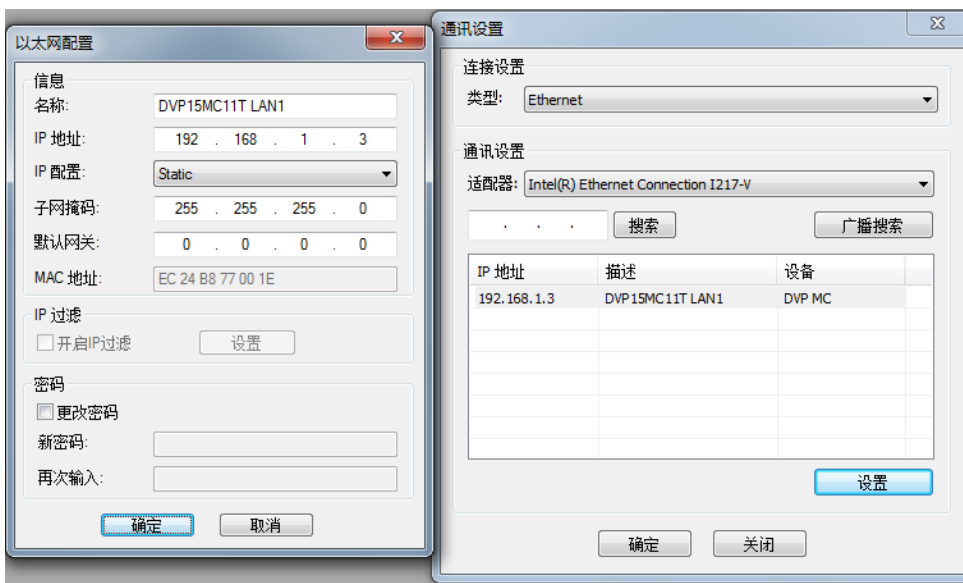 以太网配置
信息
名称: DVP15MC11T LAN1
IP 地址: 192 . 168 . 1 . 3
IP 配置: Static
子网掩码: 255 . 255 . 255 . 0
默认网关: 0 . 0 . 0 . 0
MAC 地址: EC 24 B8 77 00 1E
IP 过滤
开启IP过滤 设置
密码
更改密码
新密码:
再次输入:
确定 取消
通讯设置
连接设置
类型: Ethernet
通讯设置
适配器: Intel(R) Ethernet Connection I217-V
. . . 搜索 广播搜索
IP 地址 描述 设备
192.168.1.3 DVP15MC11T LAN1 DVP MC
设置
确定 关闭